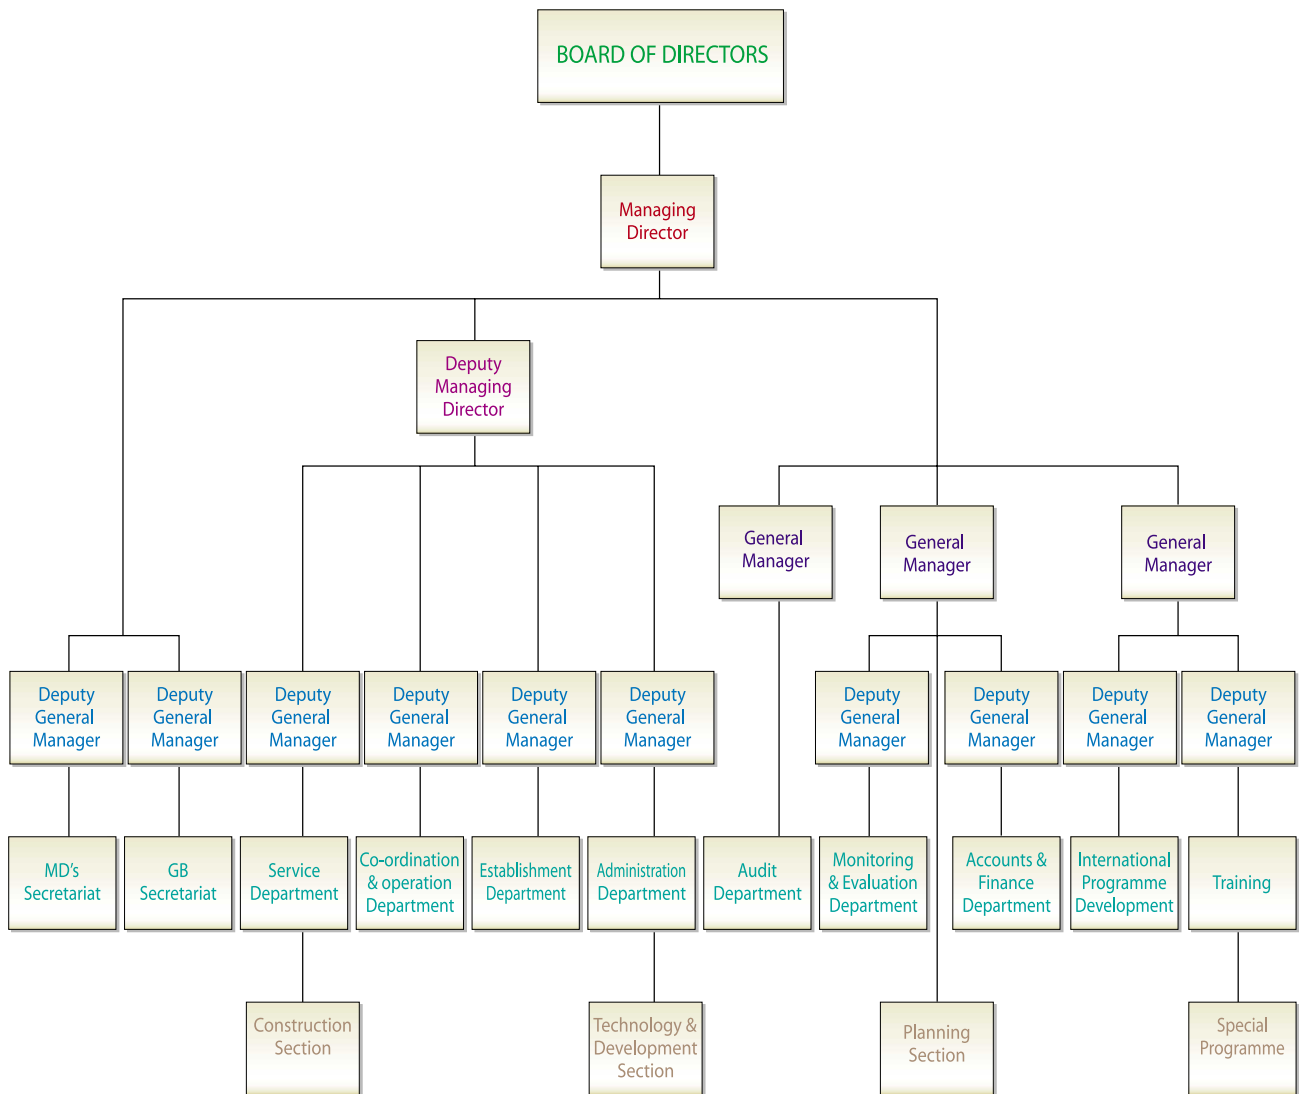 BOARD OF DIRECTORS
Managing
Director
Deputy
Managing
Director
General
Manager
General
Manager
General
Manager
Deputy
General
Manager
Deputy
General
Manager
Deputy
General
Manager
Deputy
General
Manager
Deputy
General
Manager
Deputy
General
Manager
Deputy
General
Manager
Deputy
General
Manager
Deputy
General
Manager
Deputy
General
Manager
MD's
Secretariat
GB
Secretariat
Service
Department
Co-ordination
& operation
Department
Establishment
Department
Administration
Department
Audit
Department
Monitoring
& Evaluation
Department
Accounts &
Finance
Department
International
Programme
Development
Training
Construction
Section
Technology &
Development
Section
Planning
Section
Special
Programme